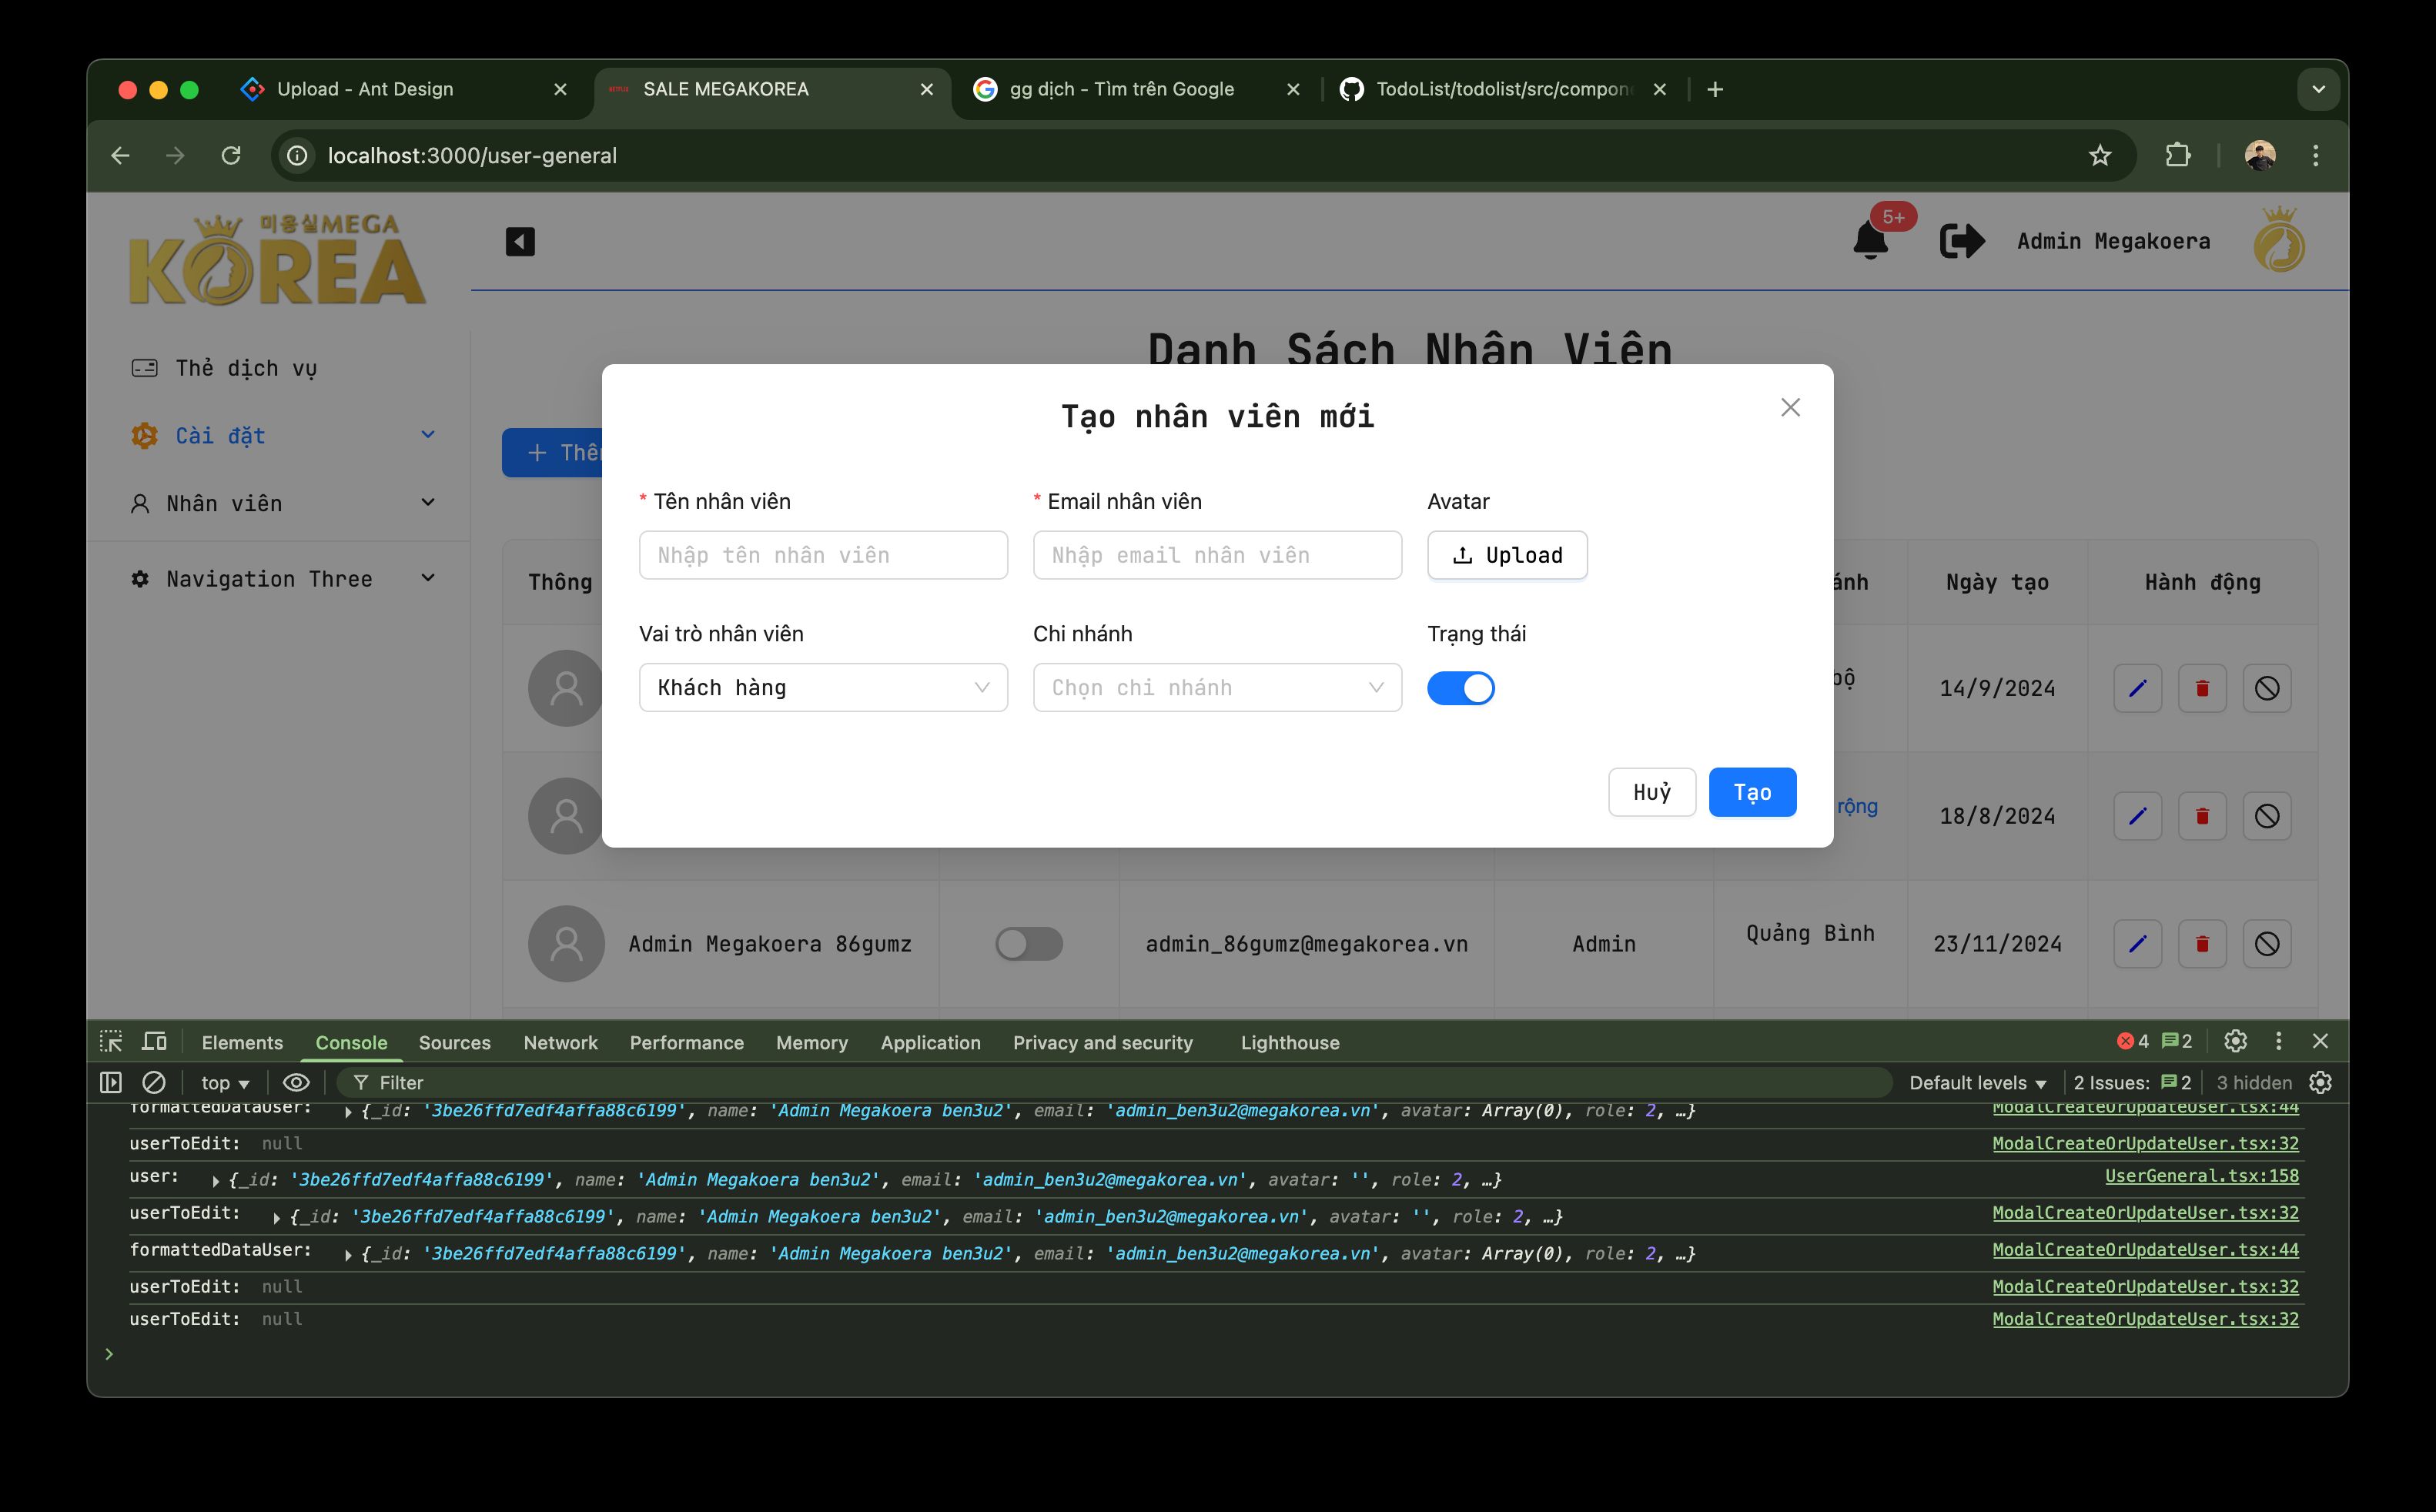 Upload - Ant Design
SALE MEGAKOREA
gg dịch - Tìm trên Google
TodoList/todolist/src/compon
localhost:3000/user-general
미용실MEGA
KOREA
5+
Admin Megakoera
Danh Sách Nhân Viên
Thẻ dịch vụ
Cài đặt
Nhân viên
Navigation Three
+ Thê
Tạo nhân viên mới
* Tên nhân viên
* Email nhân viên
Avatar
Nhập tên nhân viên
Nhập email nhân viên
Upload
Vai trò nhân viên
Chi nhánh
Trạng thái
Khách hàng
Chọn chi nhánh
Huỷ
Tạo
Thông
ánh
Ngày tạo
Hành động
bộ
14/9/2024
rộng
18/8/2024
Admin Megakoera 86gumz
admin_86gumz@megakorea.vn
Admin
Quảng Bình
23/11/2024
Elements
Console
Sources
Network
Performance
Memory
Application
Privacy and security
Lighthouse
4
2
top
Filter
Default levels
2 Issues:
2
3 hidden
formattedDataUser: {_id: '3be26ffd7edf4affa88c6199', name: 'Admin Megakoera ben3u2', email: 'admin_ben3u2@megakorea.vn', avatar: Array(0), role: 2, …} ModalCreateOrUpdateUser.tsx:44
userToEdit: null ModalCreateOrUpdateUser.tsx:32
user: {_id: '3be26ffd7edf4affa88c6199', name: 'Admin Megakoera ben3u2', email: 'admin_ben3u2@megakorea.vn', avatar: '', role: 2, …} UserGeneral.tsx:158
userToEdit: {_id: '3be26ffd7edf4affa88c6199', name: 'Admin Megakoera ben3u2', email: 'admin_ben3u2@megakorea.vn', avatar: '', role: 2, …} ModalCreateOrUpdateUser.tsx:32
formattedDataUser: {_id: '3be26ffd7edf4affa88c6199', name: 'Admin Megakoera ben3u2', email: 'admin_ben3u2@megakorea.vn', avatar: Array(0), role: 2, …} ModalCreateOrUpdateUser.tsx:44
userToEdit: null ModalCreateOrUpdateUser.tsx:32
userToEdit: null ModalCreateOrUpdateUser.tsx:32